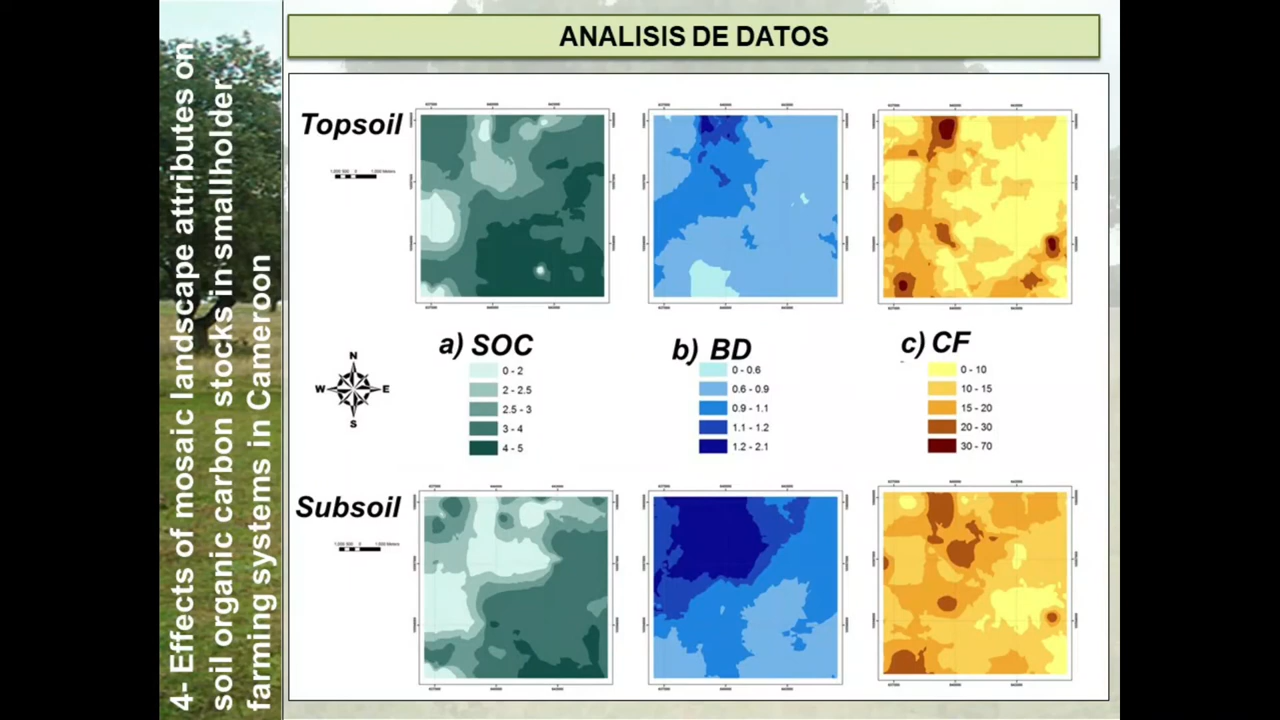 ANALISIS DE DATOS
4- Effects of mosaic landscape attributes on
soil organic carbon stocks in smallholder
farming systems in Cameroon
Topsoil
a) SOC
0 - 2
2 - 2.5
2.5 - 3
3 - 4
4 - 5
b) BD
0 - 0.6
0.6 - 0.9
0.9 - 1.1
1.1 - 1.2
1.2 - 2.1
c) CF
0 - 10
10 - 15
15 - 20
20 - 30
30 - 70
N
W E
S
Subsoil